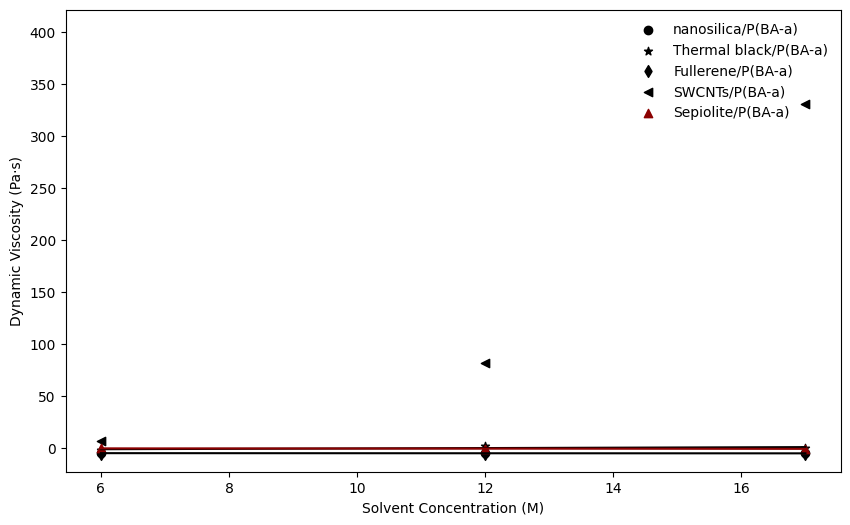 400
350
300
250
200
150
100
50
0
Dynamic Viscosity (Pa·s)
nanosilica/P(BA-a)
Thermal black/P(BA-a)
Fullerene/P(BA-a)
SWCNTs/P(BA-a)
Sepiolite/P(BA-a)
6 8 10 12 14 16
Solvent Concentration (M)